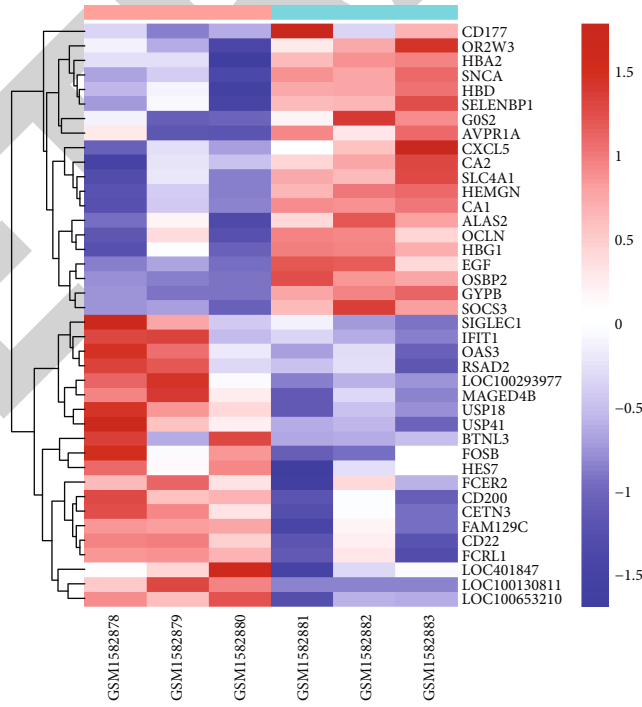 CD177
OR2W3
HBA2
SNCA
HBD
SELENBP1
G0S2
AVPR1A
CXCL5
CA2
SLC4A1
HEMGN
CA1
ALAS2
OCLN
HBG1
EGF
OSBP2
GYPB
SOCS3
SIGLEC1
IFIT1
OAS3
RSAD2
LOC100293977
MAGED4B
USP18
USP41
BTNL3
FOSB
HES7
FCER2
CD200
CETN3
FAM129C
CD22
FCRL1
LOC401847
LOC100130811
LOC100653210
1.5
1
0.5
0
−0.5
−1
−1.5
GSM1582878
GSM1582879
GSM1582880
GSM1582881
GSM1582882
GSM1582883